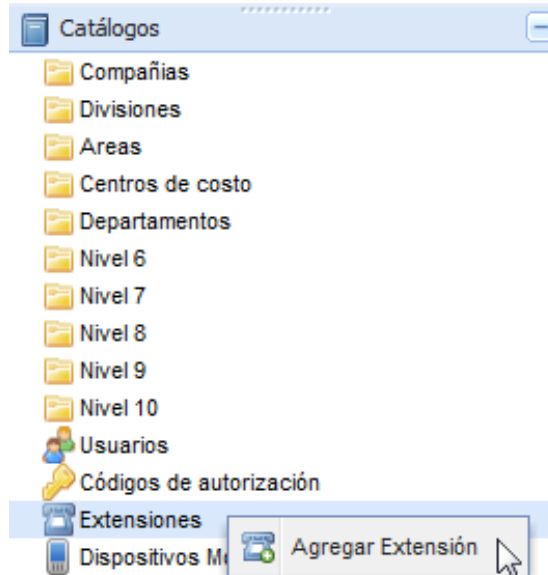 Catálogos
Compañias
Divisiones
Areas
Centros de costo
Departamentos
Nivel 6
Nivel 7
Nivel 8
Nivel 9
Nivel 10
Usuarios
Códigos de autorización
Extensiones
Agregar Extensión
Dispositivos